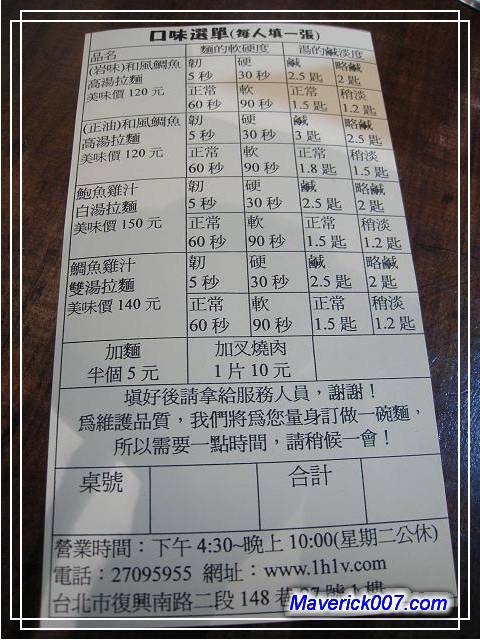 口味選單(每人填一張)
品名 麵的軟硬度 湯的鹹淡度
(岩味)和風鯛魚 韌 硬 鹹 略鹹
高湯拉麵 5 秒 30 秒 2.5 匙 2 匙
美味價 120 元 正常 軟 正常 稍淡
60 秒 90 秒 1.5 匙 1.2 匙
(正油)和風鯛魚 韌 硬 鹹 略鹹
高湯拉麵 5 秒 30 秒 3 匙 2.5 匙
美味價 120 元 正常 軟 正常 稍淡
60 秒 90 秒 1.8 匙 1.5 匙
鮑魚雞汁 韌 硬 鹹 略鹹
白湯拉麵 5 秒 30 秒 2.5 匙 2 匙
美味價 150 元 正常 軟 正常 稍淡
60 秒 90 秒 1.5 匙 1.2 匙
鯛魚雞汁 韌 硬 鹹 略鹹
雙湯拉麵 5 秒 30 秒 2.5 匙 2 匙
美味價 140 元 正常 軟 正常 稍淡
60 秒 90 秒 1.5 匙 1.2 匙
加麵 加叉燒肉
半個 5 元 1 片 10 元
填好後請拿給服務人員，謝謝！
為維護品質，我們將為您量身訂做一碗麵，
所以需要一點時間，請稍候一會！
桌號 合計
營業時間：下午 4:30~晚上 10:00(星期二公休)
電話：27095955 網址：www.1h1v.com
台北市復興南路二段 148 巷 號 1 樓
Maverick007.com